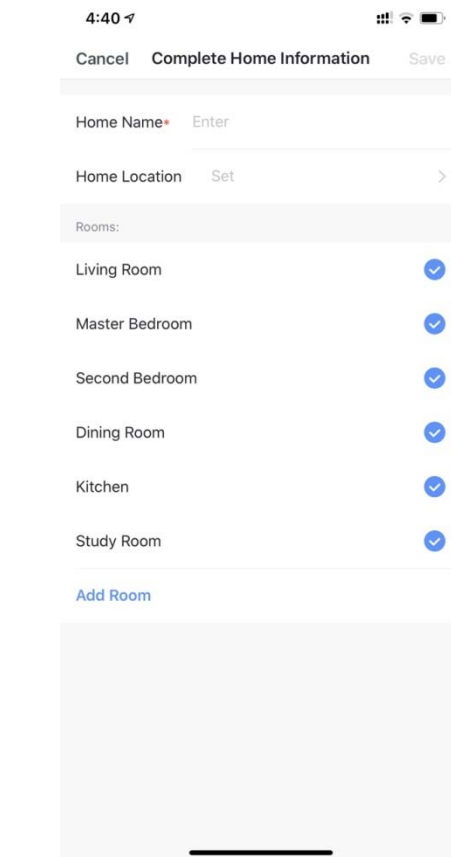 4:40
Cancel Complete Home Information Save
Home Name* Enter
Home Location Set
Rooms:
Living Room
Master Bedroom
Second Bedroom
Dining Room
Kitchen
Study Room
Add Room